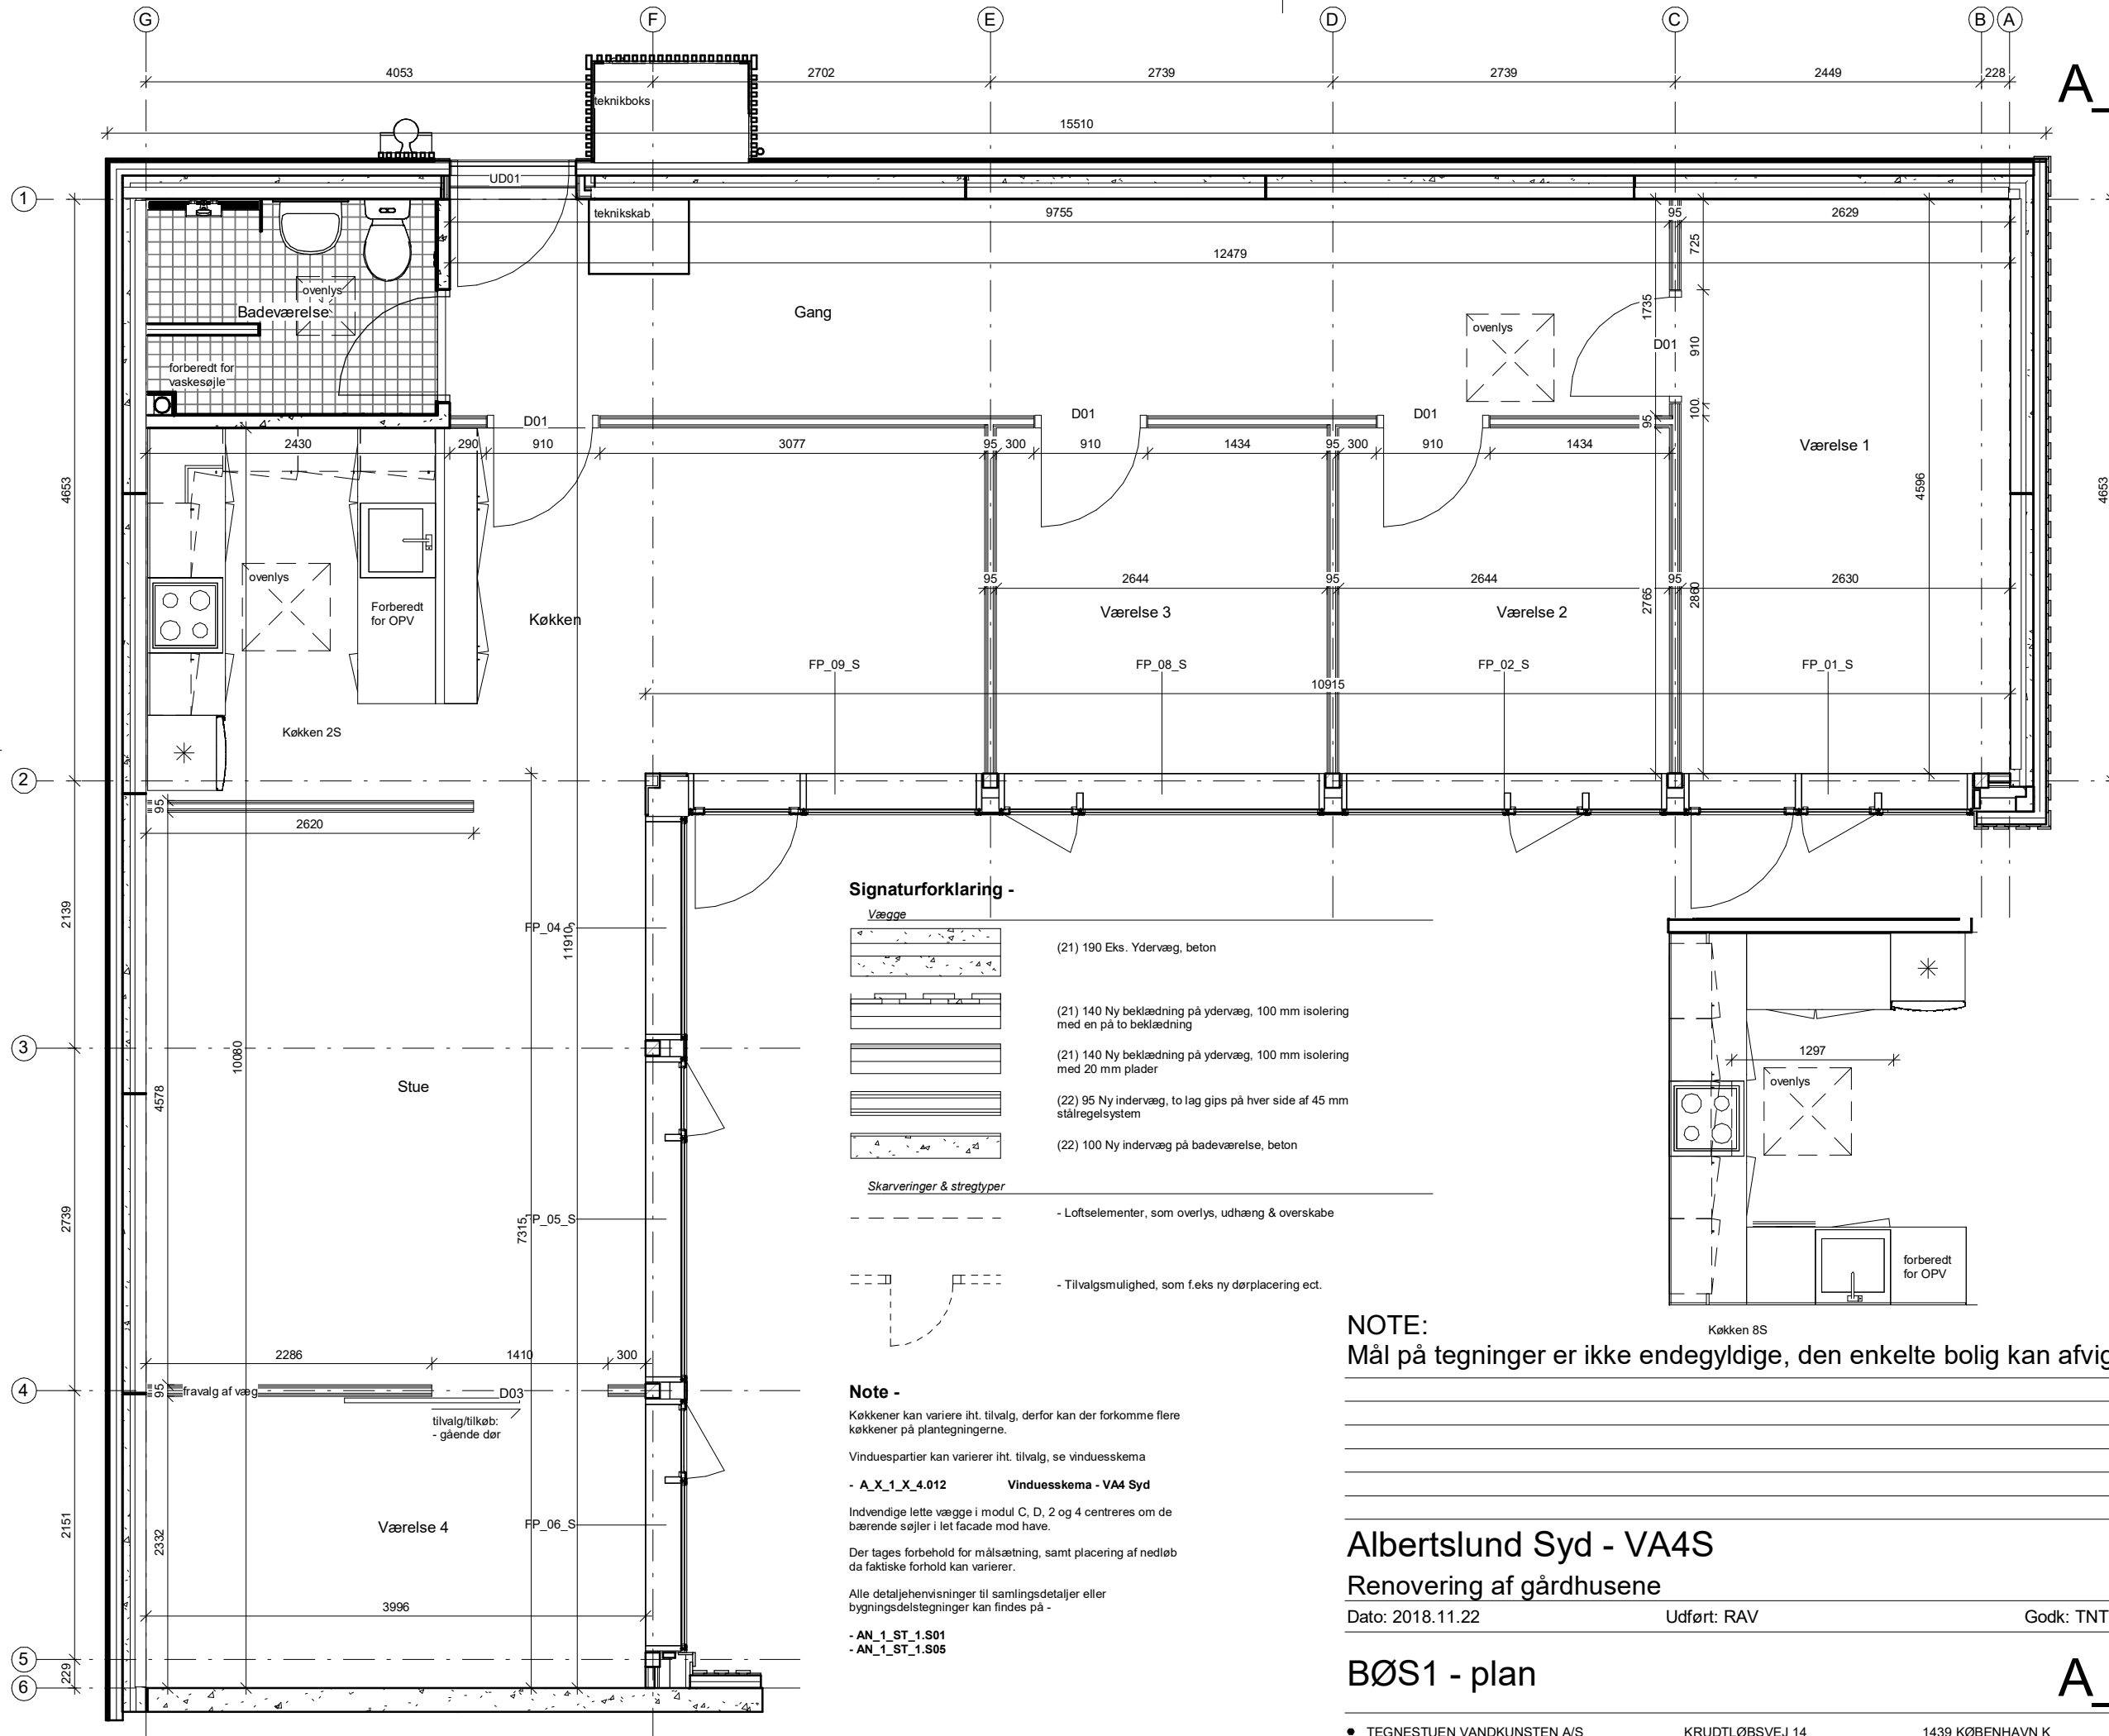 G F E D C B A
4053 2702 2739 2739 2449 228
A_
teknikboks
15510
UD01
1
teknikskab
9755 95 2629
12479
725
ovenlys
Badeværelse
Gang
1735
ovenlys
D01
910
forberedt for
vaskesøjle
100
95
D01 D01 D01
2430 290 910 3077 95 300 910 1434 95 300 910 1434
Værelse 1
4653
4596
4653
ovenlys
Forberedt
for OPV
Køkken
95 2644 95 2644 95 2630
2765
2860
Værelse 3
Værelse 2
FP_09_S FP_08_S FP_02_S FP_01_S
10915
Køkken 2S
2
95
2620
2139
FP_04
11910
Signaturforklaring -
Vægge
(21) 190 Eks. Ydervæg, beton
(21) 140 Ny beklædning på ydervæg, 100 mm isolering
med en på to beklædning
(21) 140 Ny beklædning på ydervæg, 100 mm isolering
med 20 mm plader
(22) 95 Ny indervæg, to lag gips på hver side af 45 mm
stålregelsystem
(22) 100 Ny indervæg på badeværelse, beton
Skarveringer & stregtyper
- Loftselementer, som overlys, udhæng & overskabe
- Tilvalgsmulighed, som f.eks ny dørplacering ect.
3
10080
4578
Stue
2739
7315
FP_05_S
1297
ovenlys
forberedt
for OPV
Køkken 8S
2286 1410 300
4
95
fravalg af væg
D03
tilvalg/tilkøb:
- gående dør
2151
2332
Værelse 4
FP_06_S
3996
5
229
6
Note -
Køkkener kan variere iht. tilvalg, derfor kan der forkomme flere
køkkener på plantegningerne.
Vinduespartier kan varierer iht. tilvalg, se vinduesskema
- A_X_1_X_4.012 Vinduesskema - VA4 Syd
Indvendige lette vægge i modul C, D, 2 og 4 centreres om de
bærende søjler i let facade mod have.
Der tages forbehold for målsætning, samt placering af nedløb
da faktiske forhold kan varierer.
Alle detaljehenvisninger til samlingsdetaljer eller
bygningsdelstegninger kan findes på -
- AN_1_ST_1.S01
- AN_1_ST_1.S05
NOTE:
Mål på tegninger er ikke endegyldige, den enkelte bolig kan afvig
Albertslund Syd - VA4S
Renovering af gårdhusene
Dato: 2018.11.22 Udført: RAV Godk: TNT
BØS1 - plan
A_
TEGNESTUEN VANDKUNSTEN A/S KRUDTLØBSVEJ 14 1439 KØBENHAVN K